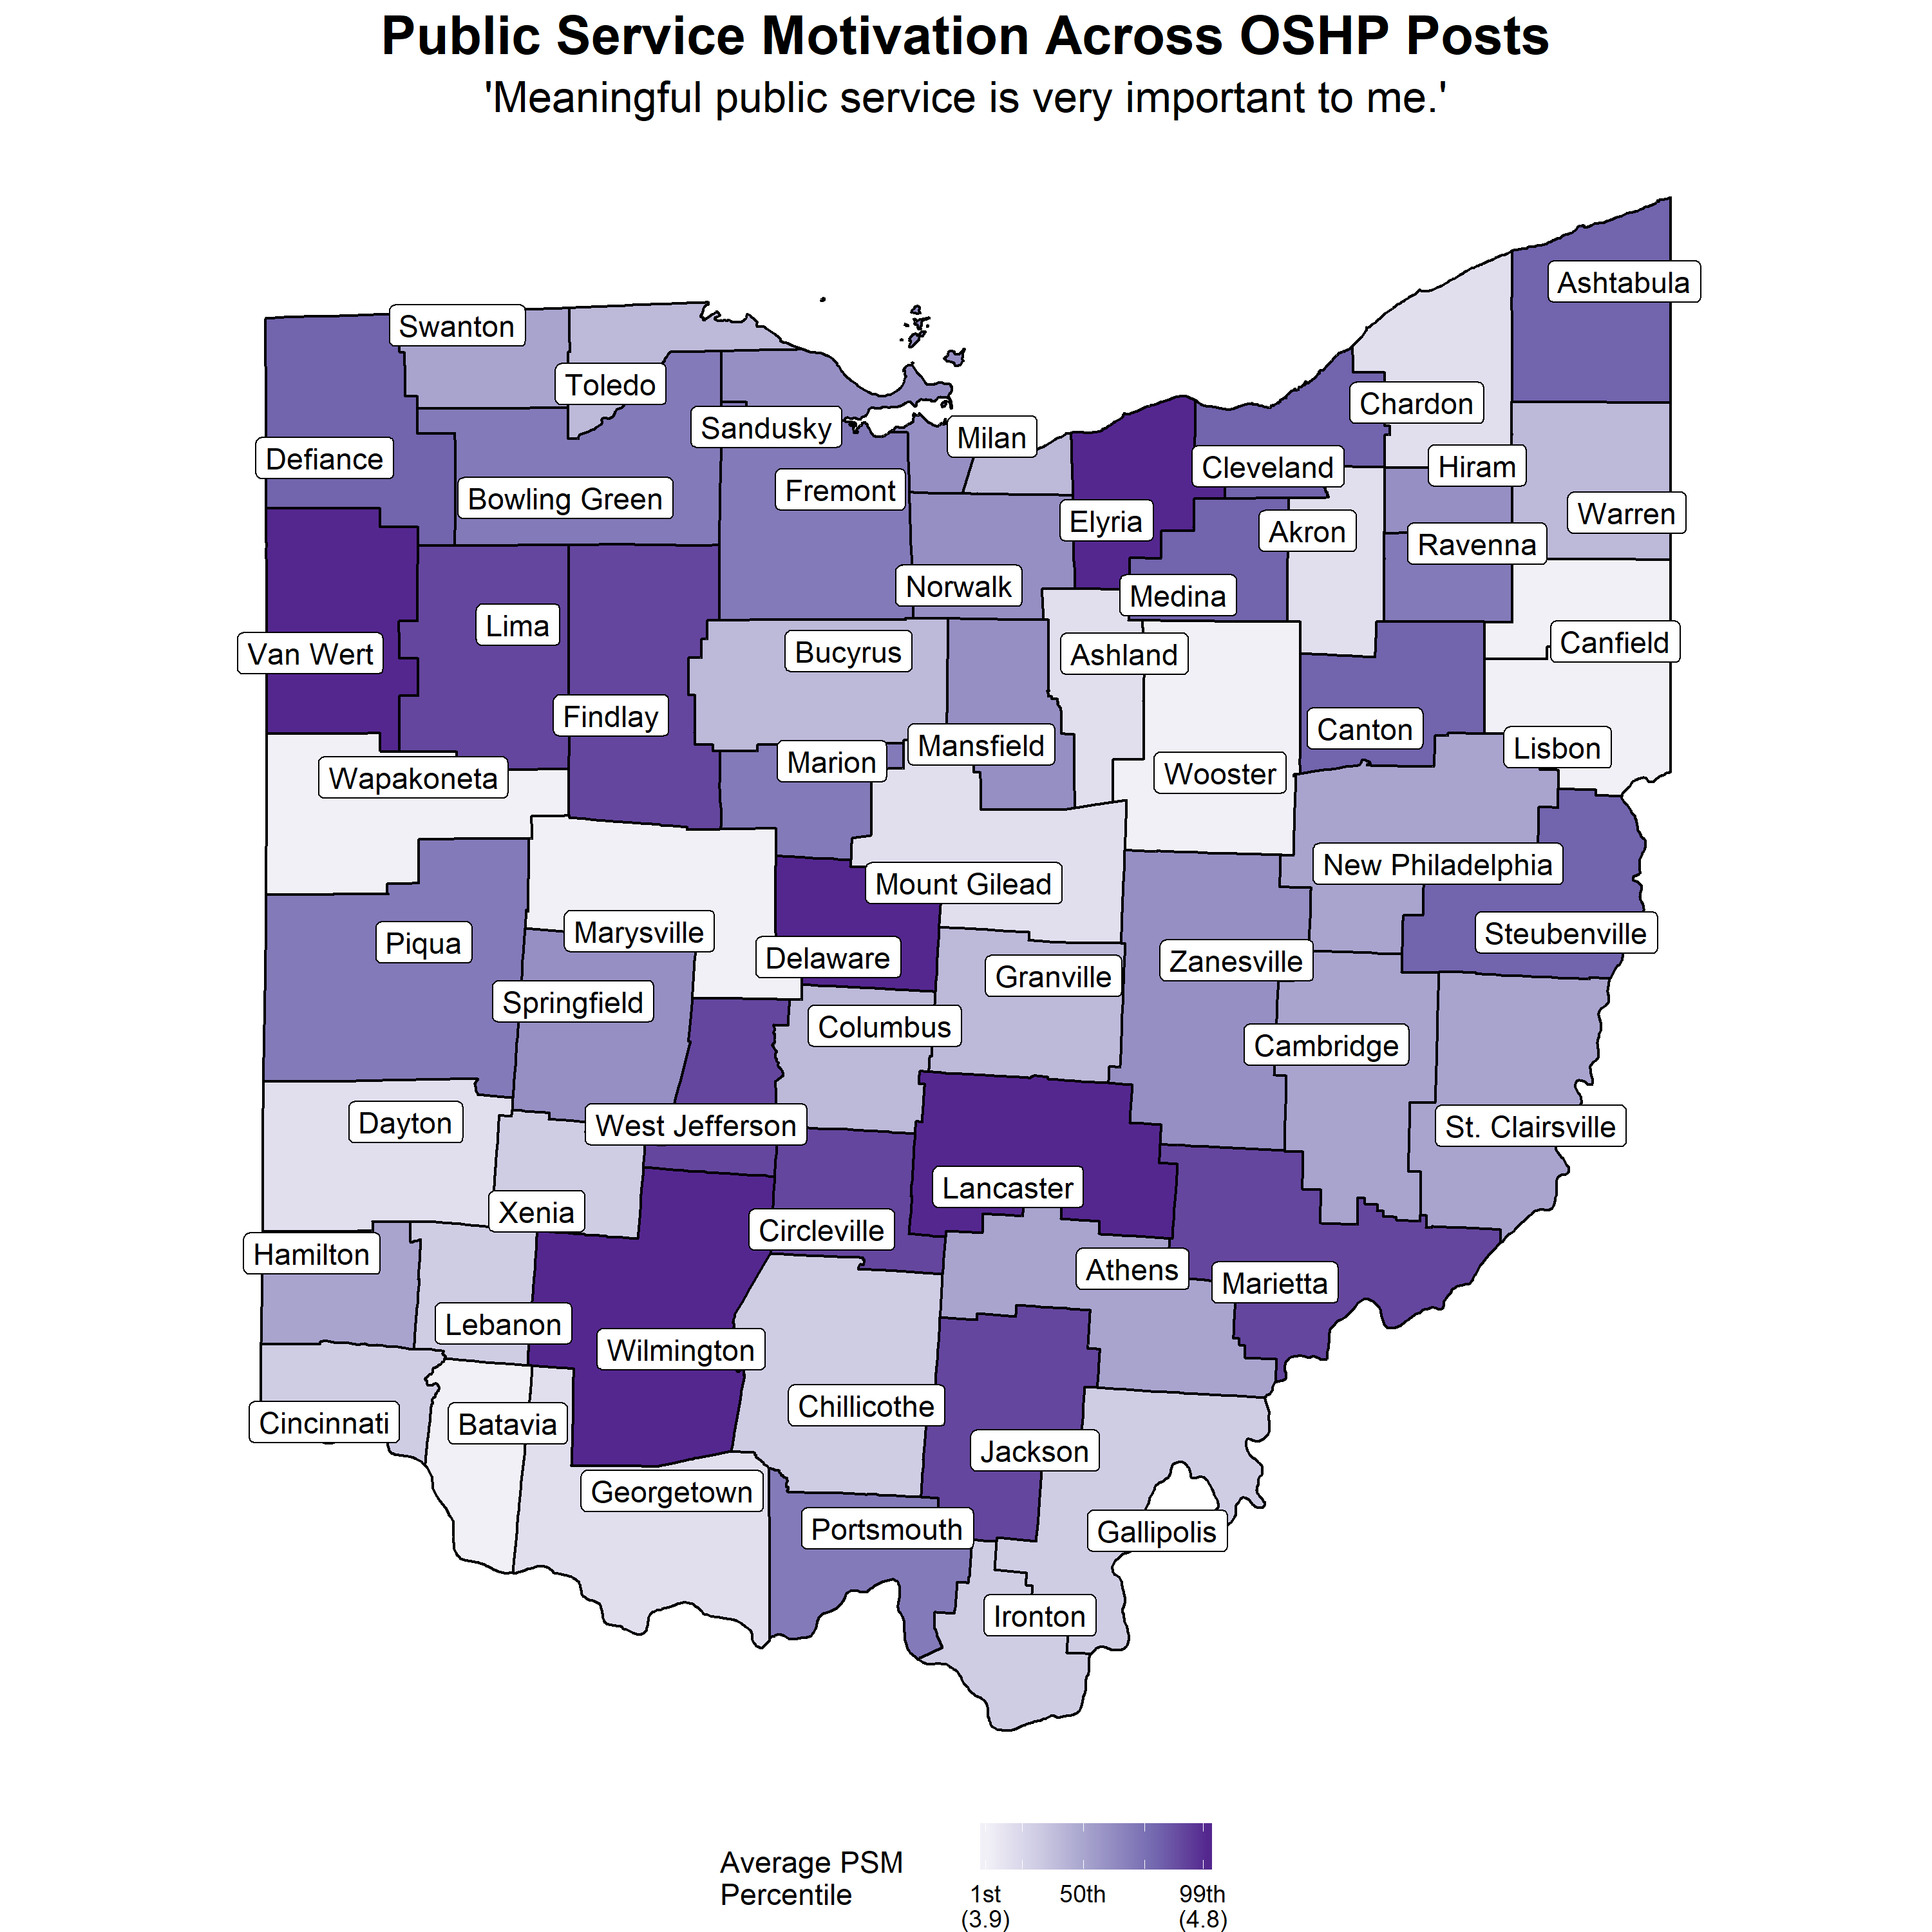 Public Service Motivation Across OSHP Posts
'Meaningful public service is very important to me.'
Ashtabula
Swanton
Toledo
Chardon
Sandusky
Milan
Defiance
Cleveland
Hiram
Bowling Green
Fremont
Elyria
Warren
Akron
Ravenna
Norwalk
Medina
Lima
Canfield
Van Wert
Bucyrus
Ashland
Findlay
Canton
Mansfield
Lisbon
Marion
Wapakoneta
Wooster
New Philadelphia
Mount Gilead
Marysville
Steubenville
Piqua
Delaware
Zanesville
Granville
Springfield
Columbus
Cambridge
Dayton
West Jefferson
St. Clairsville
Lancaster
Xenia
Circleville
Hamilton
Athens
Marietta
Lebanon
Wilmington
Chillicothe
Cincinnati
Batavia
Jackson
Georgetown
Portsmouth
Gallipolis
Ironton
Average PSM
Percentile
1st 50th 99th
(3.9) (4.8)